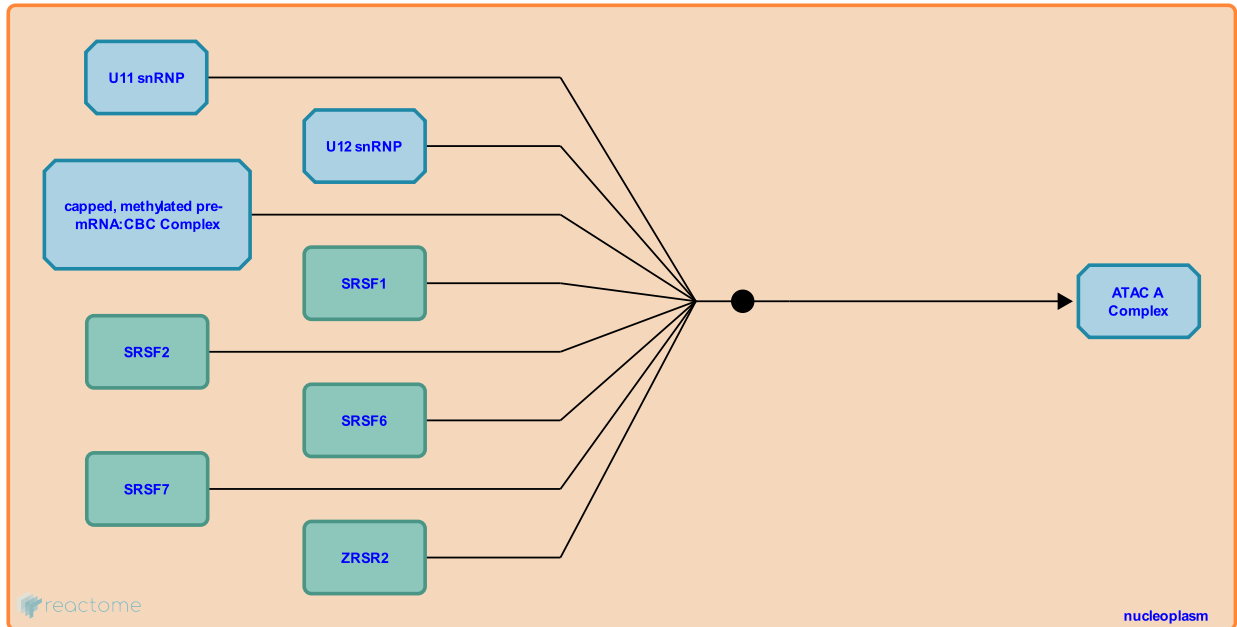 U11 snRNP
U12 snRNP
capped, methylated pre-
mRNA:CBC Complex
SRSF1
ATAC A
Complex
SRSF2
SRSF6
SRSF7
ZRSR2
reactome
nucleoplasm